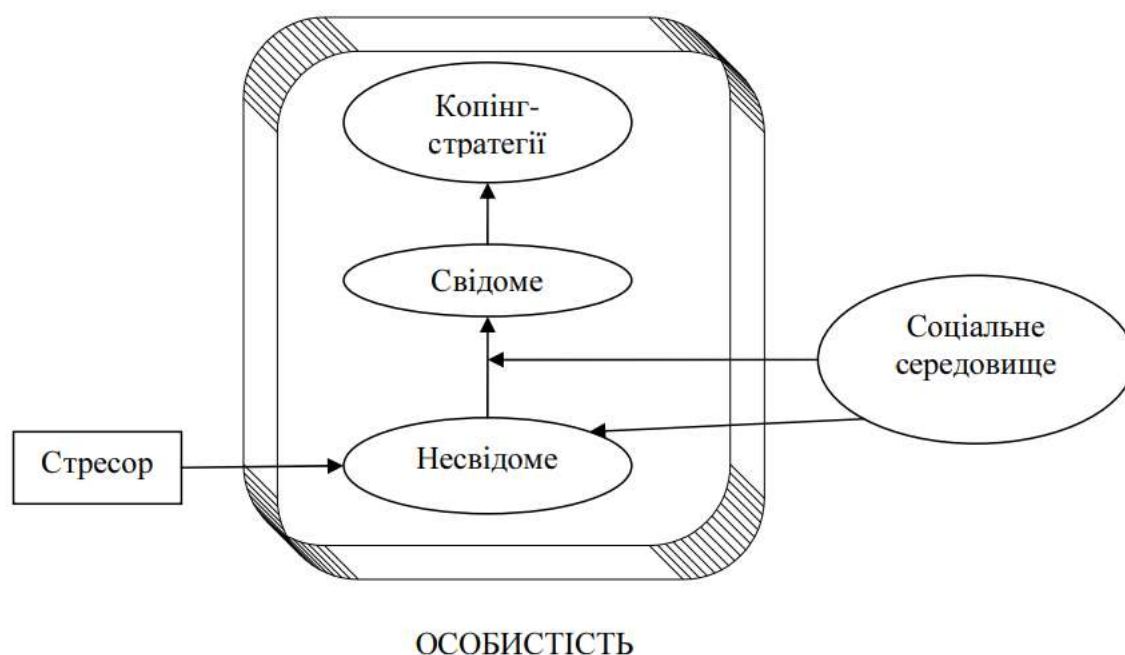 Копінг-
стратегії
Свідоме
Соціальне
середовище
Несвідоме
Стресор
ОСОБИСТІСТЬ